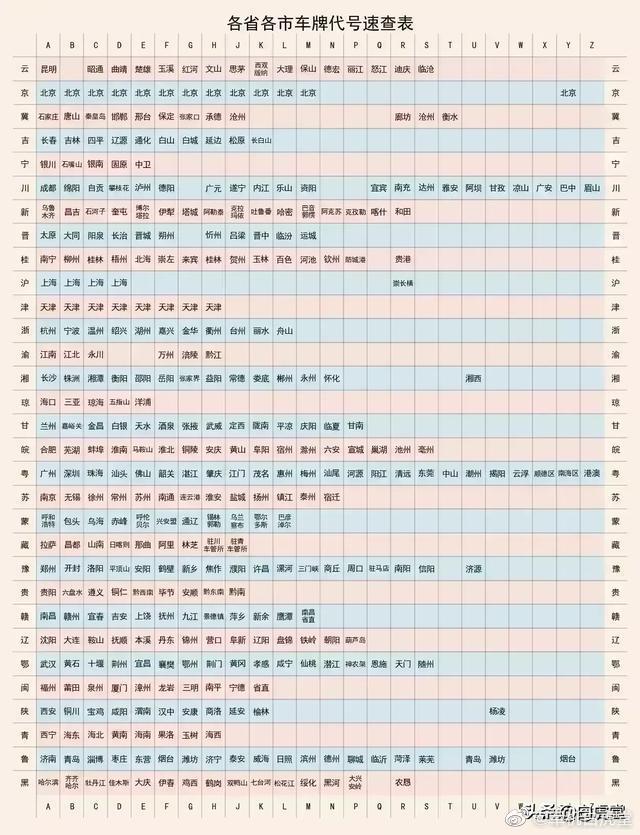 各省各市车牌代号速查表
A B C D E F G H J K L M N P Q R S T U V W X Y Z
云 昆明 昭通 曲靖 楚雄 玉溪 红河 文山 思茅 西双版纳 大理 保山 德宏 丽江 怒江 迪庆 临沧 云
京 北京 北京 北京 北京 北京 北京 北京 北京 北京 北京 北京 北京 北京 京
冀 石家庄 唐山 秦皇岛 邯郸 邢台 保定 张家口 承德 沧州 廊坊 沧州 衡水 冀
吉 长春 吉林 四平 辽源 通化 白山 白城 延边 松原 长白山 吉
宁 银川 石嘴山 银南 固原 中卫 宁
川 成都 绵阳 自贡 攀枝花 泸州 德阳 广元 遂宁 内江 乐山 资阳 宜宾 南充 达州 雅安 阿坝 甘孜 凉山 广安 巴中 眉山 川
新 乌鲁木齐 昌吉 石河子 奎屯 博尔塔拉 伊犁 塔城 阿勒泰 克拉玛依 吐鲁番 哈密 巴音郭愣 阿克苏 克孜勒 喀什 和田 新
晋 太原 大同 阳泉 长治 晋城 朔州 忻州 吕梁 晋中 临汾 运城 晋
桂 南宁 柳州 桂林 梧州 北海 崇左 来宾 桂林 贺州 玉林 百色 河池 钦州 防城港 贵港 桂
沪 上海 上海 上海 上海 崇长横 沪
津 天津 天津 天津 天津 天津 天津 天津 天津 津
浙 杭州 宁波 温州 绍兴 湖州 嘉兴 金华 衢州 台州 丽水 舟山 浙
渝 江南 江北 永川 万州 涪陵 黔江 渝
湘 长沙 株洲 湘潭 衡阳 邵阳 岳阳 张家界 益阳 常德 娄底 郴州 永州 怀化 湘西 湘
琼 海口 三亚 琼海 五指山 洋浦 琼
甘 兰州 嘉峪关 金昌 白银 天水 酒泉 张掖 武威 定西 陇南 平凉 庆阳 临夏 甘南 甘
皖 合肥 芜湖 蚌埠 淮南 马鞍山 淮北 铜陵 安庆 黄山 阜阳 宿州 滁州 六安 宣城 巢湖 池州 亳州 皖
粤 广州 深圳 珠海 汕头 佛山 韶关 湛江 肇庆 江门 茂名 惠州 梅州 汕尾 河源 阳江 清远 东莞 中山 潮州 揭阳 云浮 顺德区 南海区 港澳 粤
苏 南京 无锡 徐州 常州 苏州 南通 连云港 淮安 盐城 扬州 镇江 泰州 宿迁 苏
蒙 呼和浩特 包头 乌海 赤峰 呼伦贝尔 兴安盟 通辽 锡林郭勒 乌兰察布 鄂尔多斯 巴彦淖尔 蒙
藏 拉萨 昌都 山南 日喀则 那曲 阿里 林芝 驻川车管所 驻青车管所 藏
豫 郑州 开封 洛阳 平顶山 安阳 鹤壁 新乡 焦作 濮阳 许昌 漯河 三门峡 商丘 周口 驻马店 南阳 信阳 济源 豫
贵 贵阳 六盘水 遵义 铜仁 黔西南 毕节 安顺 黔东南 黔南 贵
赣 南昌 赣州 宜春 吉安 上饶 抚州 九江 景德镇 萍乡 新余 鹰潭 南昌省直 赣
辽 沈阳 大连 鞍山 抚顺 本溪 丹东 锦州 营口 阜新 辽阳 盘锦 铁岭 朝阳 葫芦岛 辽
鄂 武汉 黄石 十堰 荆州 宜昌 襄樊 鄂州 荆门 黄冈 孝感 咸宁 仙桃 潜江 神农架 恩施 天门 随州 鄂
闽 福州 莆田 泉州 厦门 漳州 龙岩 三明 南平 宁德 省直 闽
陕 西安 铜川 宝鸡 咸阳 渭南 汉中 安康 商洛 延安 榆林 杨凌 陕
青 西宁 海东 海北 黄南 海南 果洛 玉树 海西 青
鲁 济南 青岛 淄博 枣庄 东营 烟台 潍坊 济宁 泰安 威海 日照 滨州 德州 聊城 临沂 菏泽 莱芜 青岛 潍坊 烟台 鲁
黑 哈尔滨 齐齐哈尔 牡丹江 佳木斯 大庆 伊春 鸡西 鹤岗 双鸭山 七台河 松花江 绥化 黑河 大兴安岭 农垦 黑
A B C D E F G H J K L M N P Q R S T U V